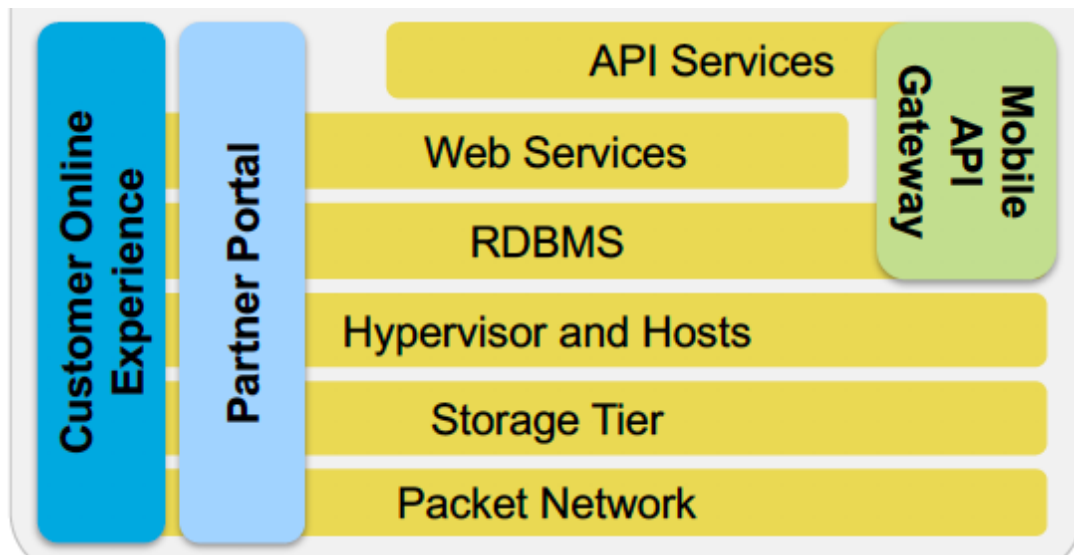 Customer Online
Experience
Partner Portal
API Services
Web Services
RDBMS
Hypervisor and Hosts
Storage Tier
Packet Network
Mobile
API
Gateway